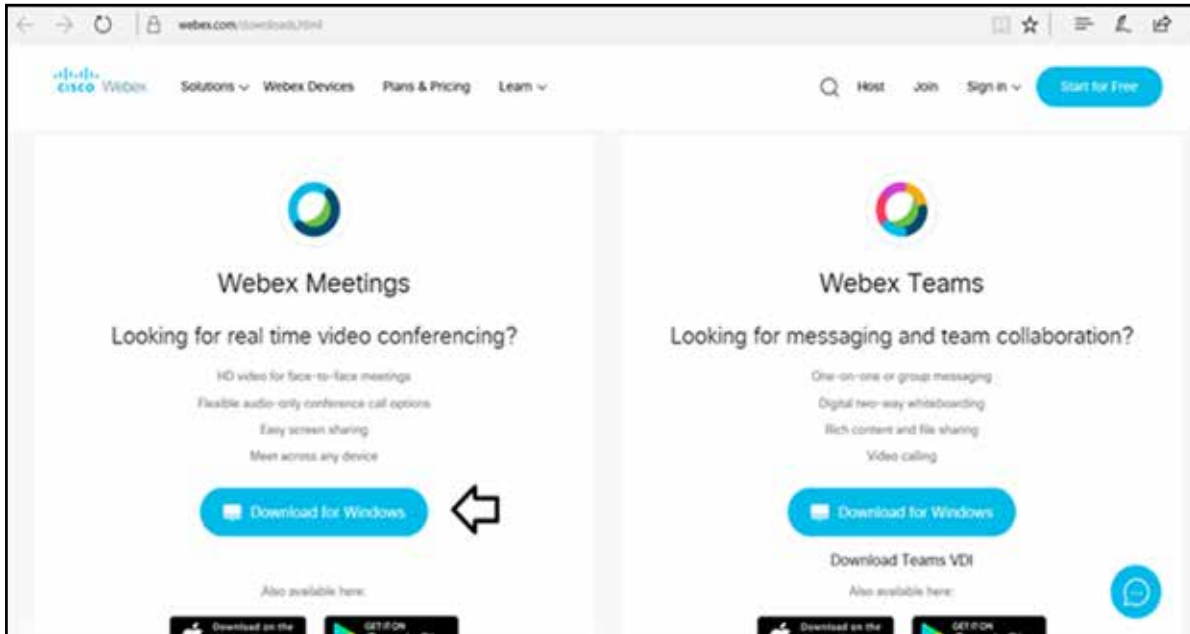 webex.com/downloads.html
cisco Webex
Solutions
Webex Devices
Plans & Pricing
Learn
Host
Join
Sign in
Start for Free
Webex Meetings
Looking for real time video conferencing?
HD video for face-to-face meetings
Flexible audio-only conference call options
Easy screen sharing
Meet across any device
Download for Windows
Also available here:
Download on the
GET IT ON
Webex Teams
Looking for messaging and team collaboration?
One-on-one or group messaging
Digital two-way whiteboarding
Rich content and file sharing
Video calling
Download for Windows
Download Teams VDI
Also available here:
Download on the
GET IT ON